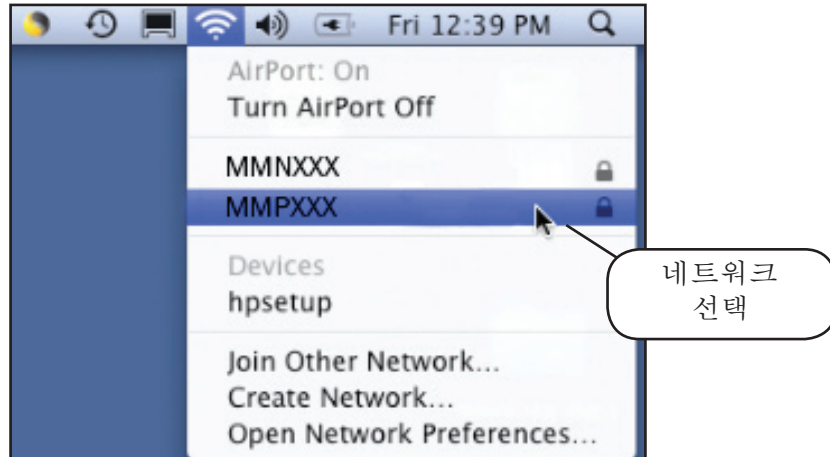 Fri 12:39 PM
AirPort: On
Turn AirPort Off
MMNXXX
MMPXXX
Devices
hpsetup
Join Other Network...
Create Network...
Open Network Preferences...
네트워크
선택